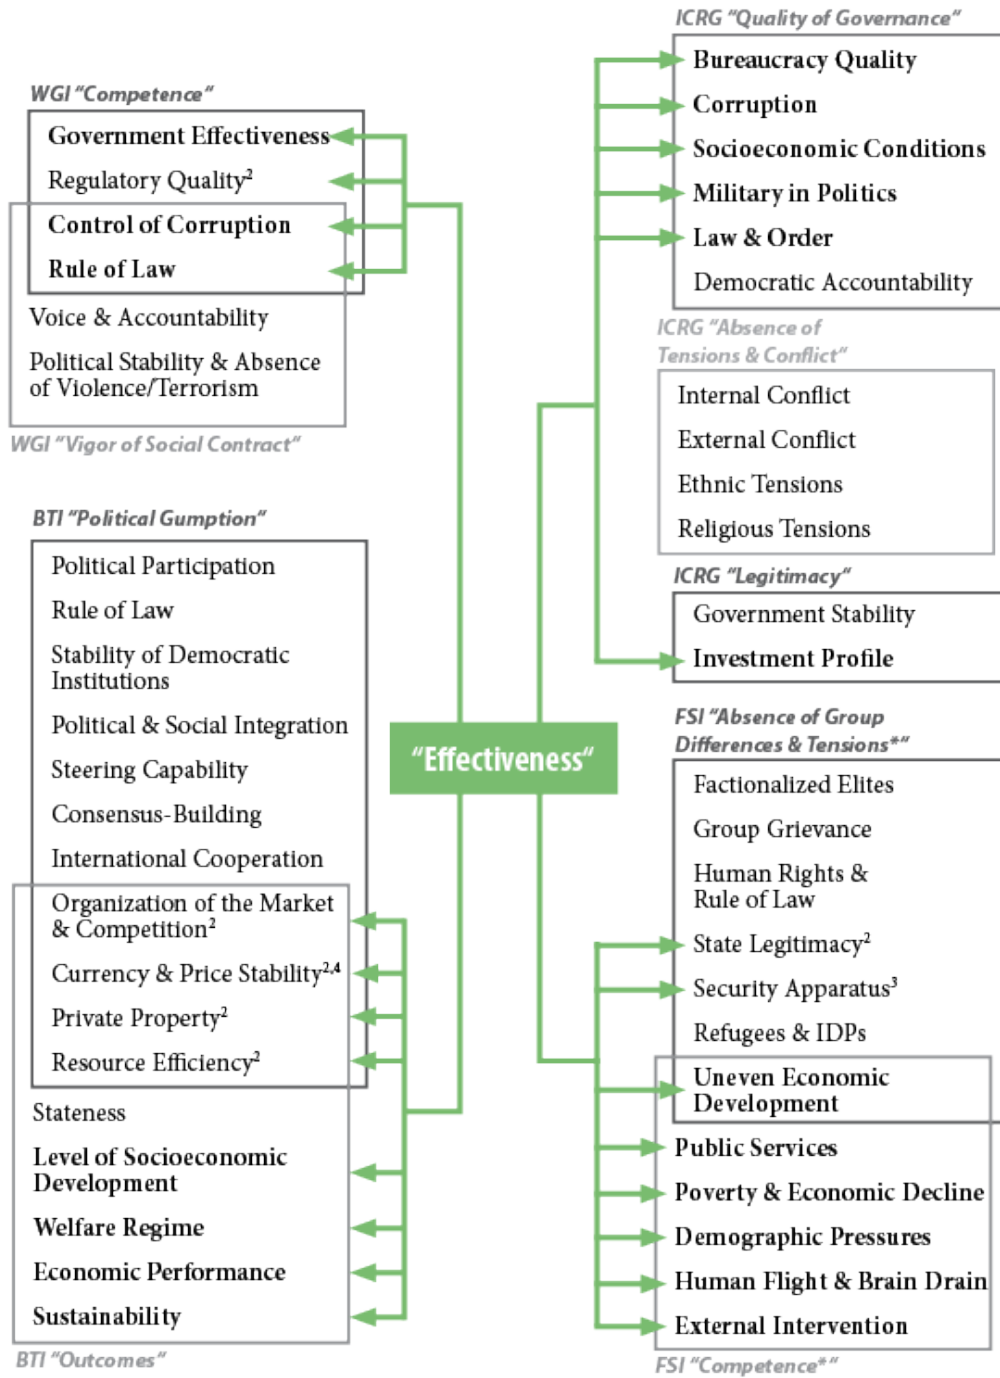 WGI “Competence“
Government Effectiveness
Regulatory Quality²
Control of Corruption
Rule of Law
Voice & Accountability
Political Stability & Absence
of Violence/Terrorism
WGI “Vigor of Social Contract“
BTI “Political Gumption“
Political Participation
Rule of Law
Stability of Democratic
Institutions
Political & Social Integration
Steering Capability
Consensus-Building
International Cooperation
Organization of the Market
& Competition²
Currency & Price Stability²,⁴
Private Property²
Resource Efficiency²
Stateness
Level of Socioeconomic
Development
Welfare Regime
Economic Performance
Sustainability
BTI “Outcomes“
“Effectiveness“
ICRG “Quality of Governance“
Bureaucracy Quality
Corruption
Socioeconomic Conditions
Military in Politics
Law & Order
Democratic Accountability
ICRG “Absence of
Tensions & Conflict“
Internal Conflict
External Conflict
Ethnic Tensions
Religious Tensions
ICRG “Legitimacy“
Government Stability
Investment Profile
FSI “Absence of Group
Differences & Tensions*“
Factionalized Elites
Group Grievance
Human Rights &
Rule of Law
State Legitimacy²
Security Apparatus³
Refugees & IDPs
Uneven Economic
Development
Public Services
Poverty & Economic Decline
Demographic Pressures
Human Flight & Brain Drain
External Intervention
FSI “Competence*“